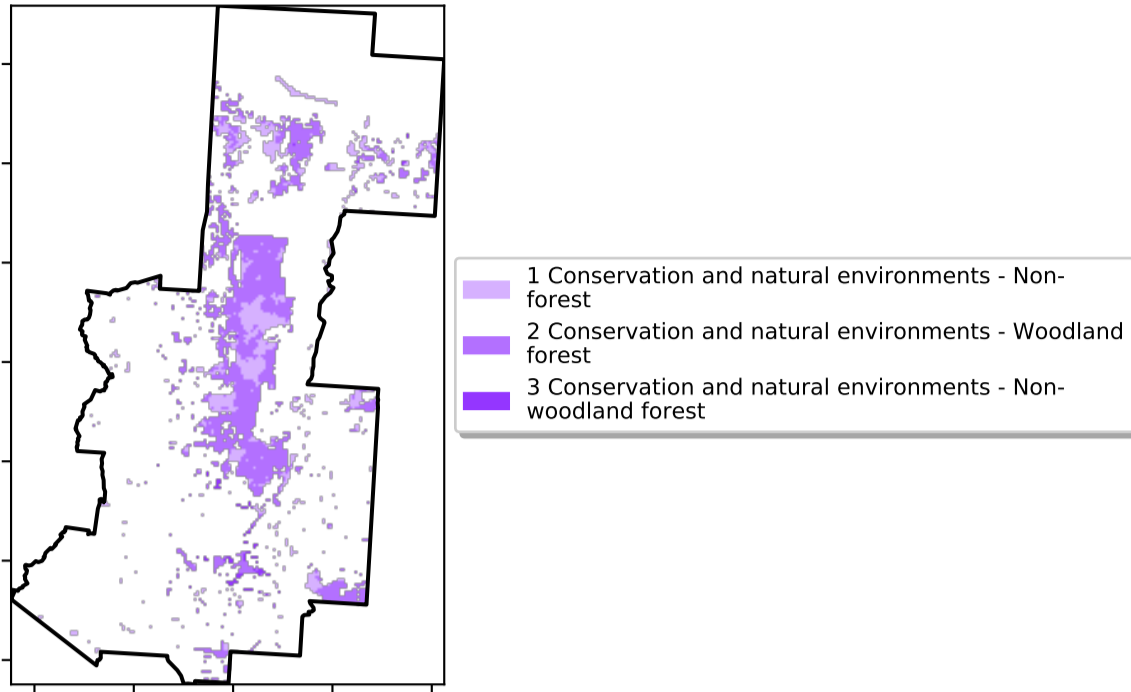 1 Conservation and natural environments - Non-
forest
2 Conservation and natural environments - Woodland
forest
3 Conservation and natural environments - Non-
woodland forest